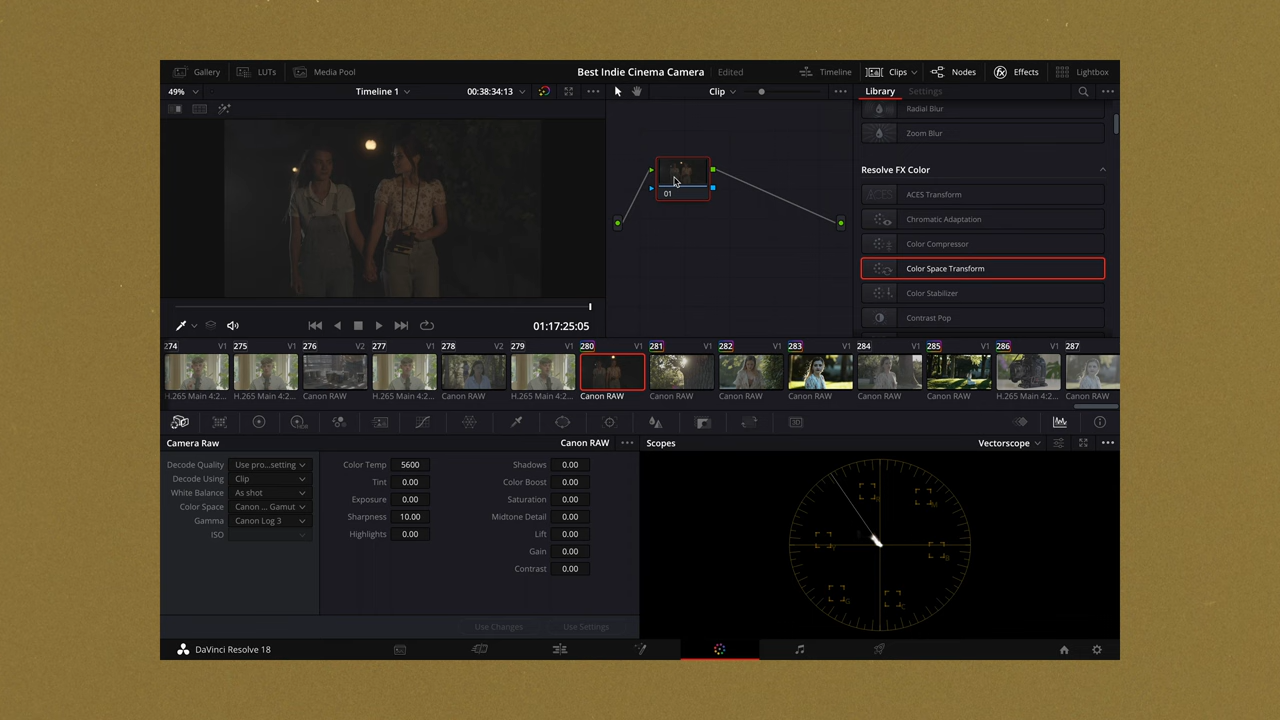 Gallery LUTs Media Pool Best Indie Cinema Camera Edited Timeline Clips Nodes Effects Lightbox
49% Timeline 1 00:38:34:13 Clip Library Settings
Radial Blur
Zoom Blur
Resolve FX Color
ACES Transform
Chromatic Adaptation
Color Compressor
Color Space Transform
Color Stabilizer
Contrast Pop
01
01:17:25:05
274 V1 275 V1 276 V2 277 V1 278 V2 279 V1 280 V1 281 V1 282 V1 283 V1 284 V1 285 V1 286 V1 287
H.265 Main 4:2... H.265 Main 4:2... Canon RAW H.265 Main 4:2... Canon RAW H.265 Main 4:2... Canon RAW Canon RAW Canon RAW Canon RAW Canon RAW H.265 Main 4:2... Canon RAW Canon RAW
Camera Raw Canon RAW Scopes Vectorscope
Decode Quality Use pro...setting Color Temp 5600 Shadows 0.00
Decode Using Clip Tint 0.00 Color Boost 0.00
White Balance As shot Exposure 0.00 Saturation 0.00
Color Space Canon ... Gamut Sharpness 10.00 Midtone Detail 0.00
Gamma Canon Log 3 Highlights 0.00 Lift 0.00
ISO Gain 0.00
Contrast 0.00
Use Changes Use Settings
DaVinci Resolve 18